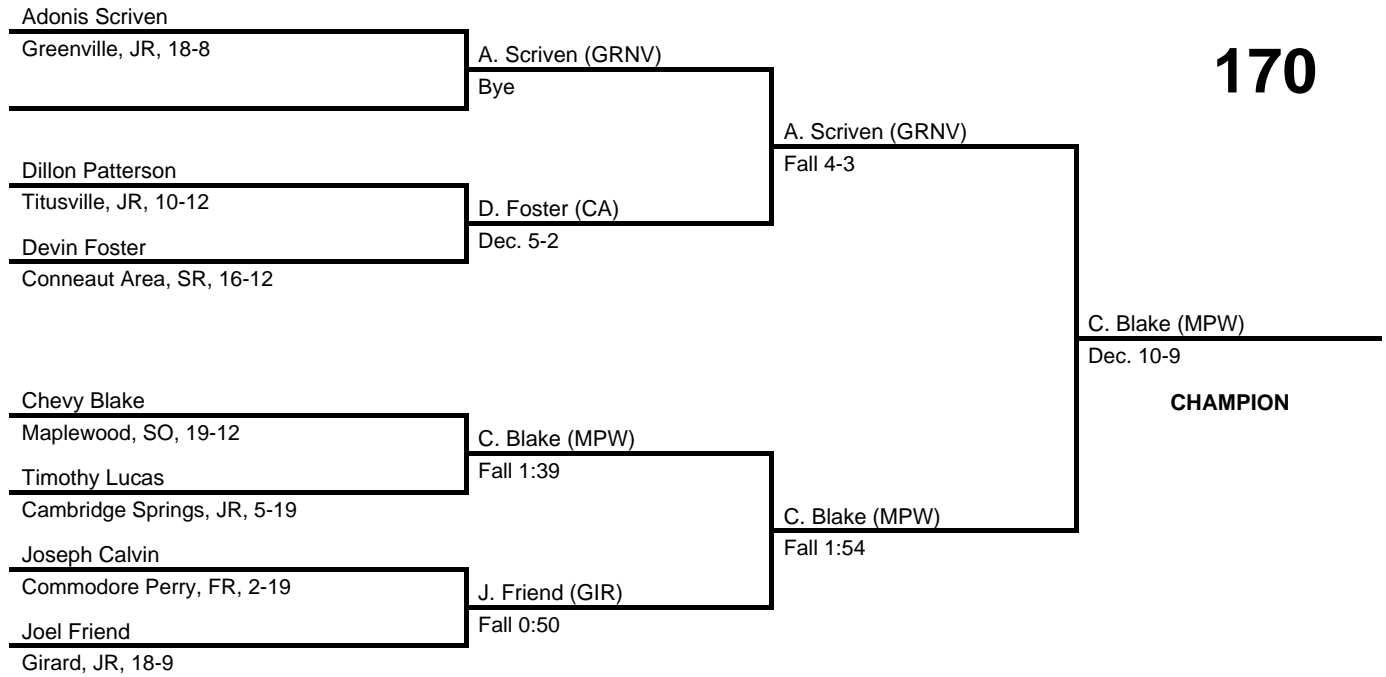 Adonis Scriven
Greenville, JR, 18-8
A. Scriven (GRNV)
Bye
170
A. Scriven (GRNV)
Fall 4-3
Dillon Patterson
Titusville, JR, 10-12
D. Foster (CA)
Dec. 5-2
Devin Foster
Conneaut Area, SR, 16-12
C. Blake (MPW)
Dec. 10-9
CHAMPION
Chevy Blake
Maplewood, SO, 19-12
C. Blake (MPW)
Fall 1:39
Timothy Lucas
Cambridge Springs, JR, 5-19
C. Blake (MPW)
Fall 1:54
Joseph Calvin
Commodore Perry, FR, 2-19
J. Friend (GIR)
Fall 0:50
Joel Friend
Girard, JR, 18-9